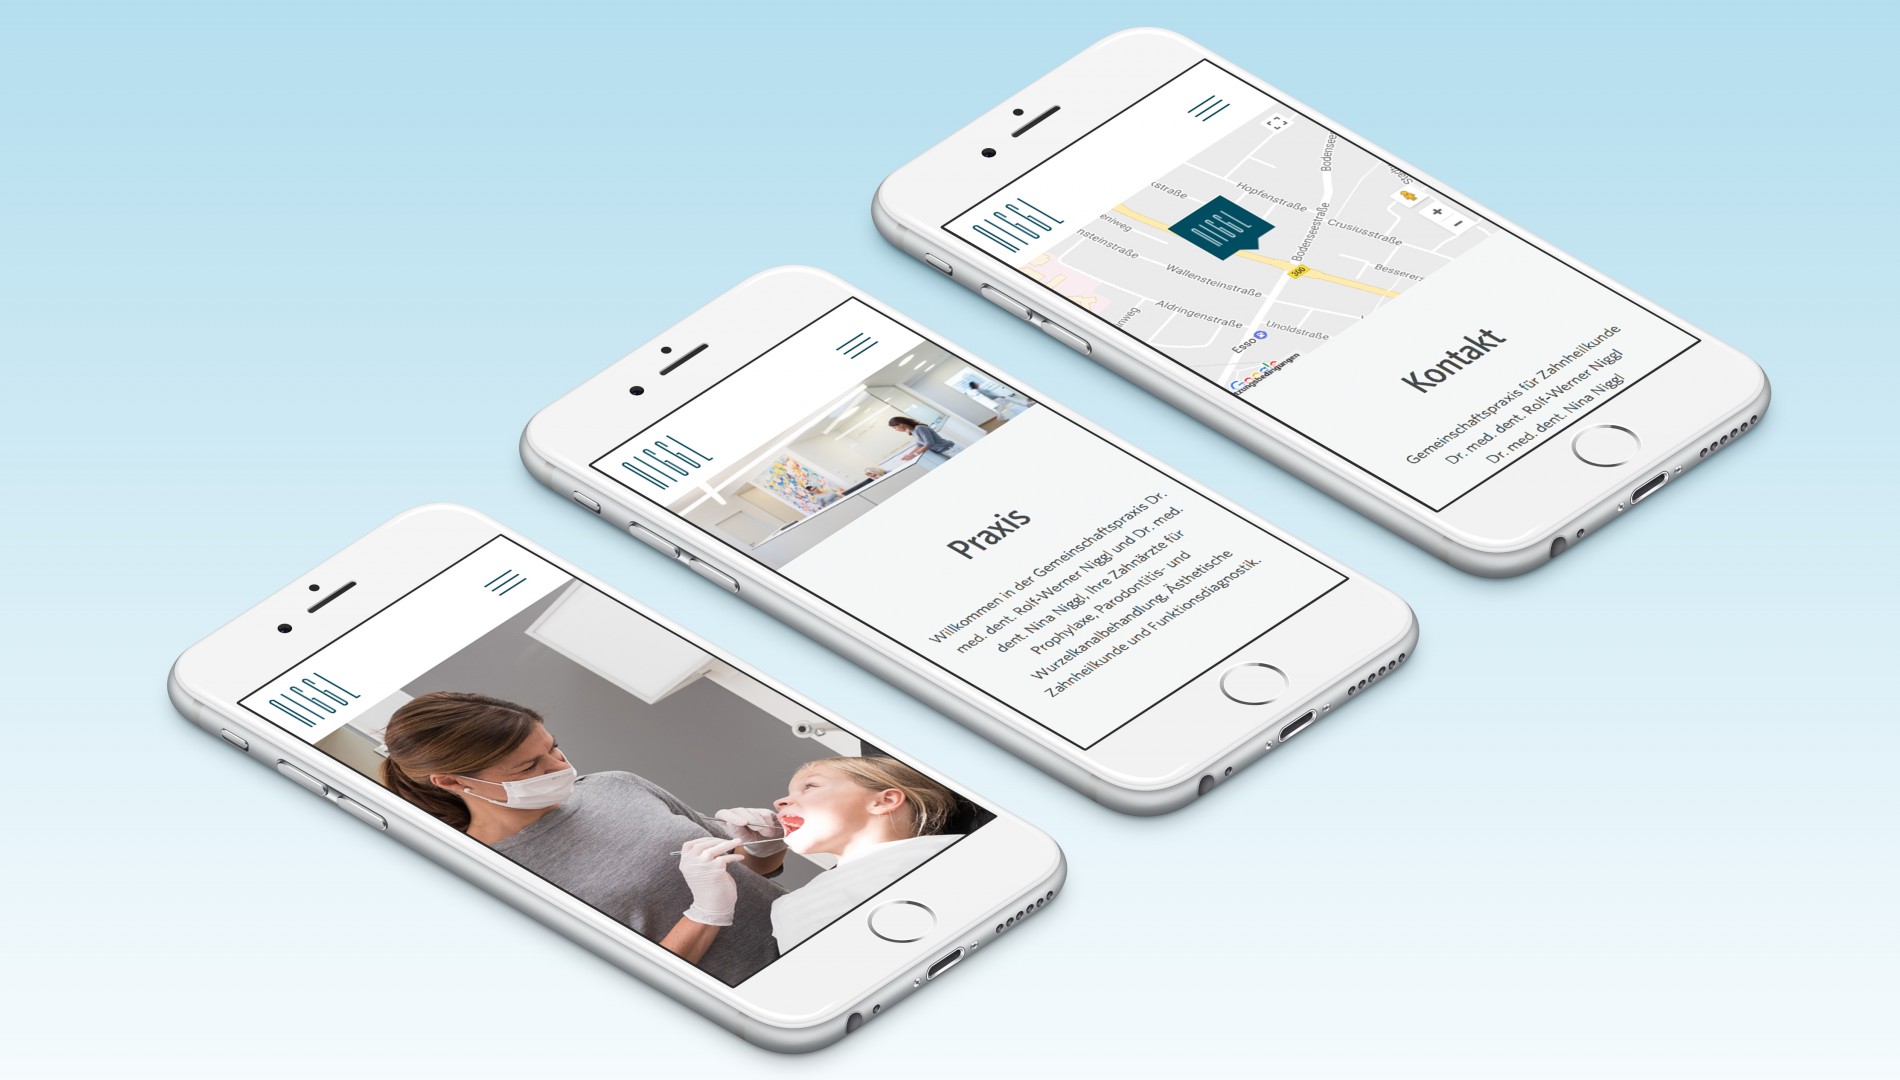 NIGGL
NIGGL
Praxis
Willkommen in der Gemeinschaftspraxis Dr.
med. dent. Rolf-Werner Niggl und Dr. med.
dent. Nina Niggl, Ihre Zahnärzte für
Prophylaxe, Parodontitis- und
Wurzelkanalbehandlung, Ästhetische
Zahnheilkunde und Funktionsdiagnostik.
NIGGL
NIGGL
Hopfenstraße
Bodenseestraße
Crusiusstraße
Wallensteinstraße
Aldringenstraße
Unoldstraße
300
Esso
Google
Kontakt
Gemeinschaftspraxis für Zahnheilkunde
Dr. med. dent. Rolf-Werner Niggl
Dr. med. dent. Nina Niggl